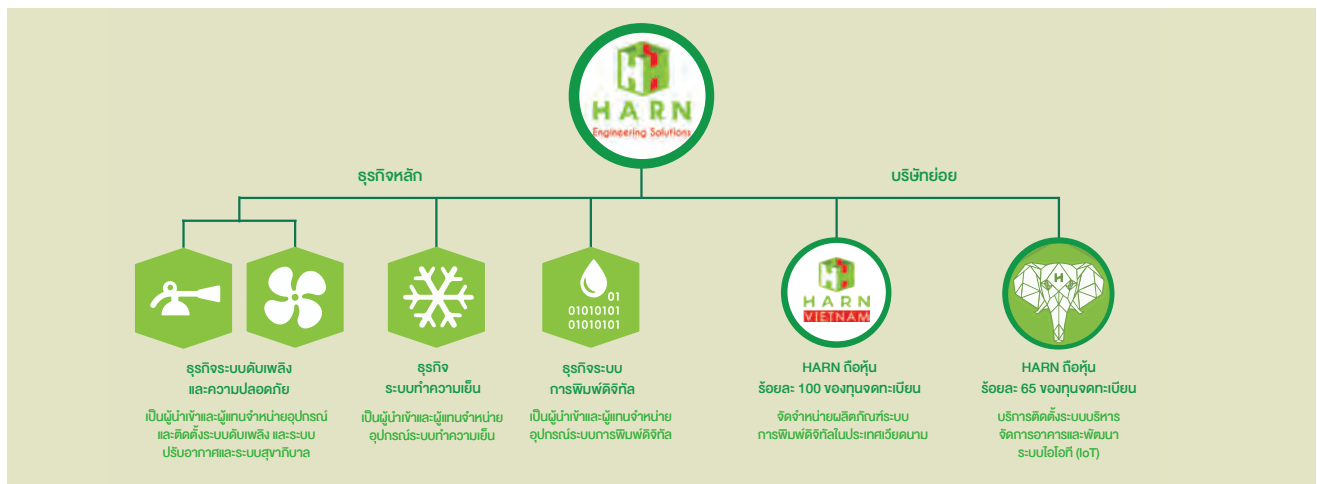 HARN
Engineering Solutions
ธุรกิจหลัก
บริษัทย่อย
01
01010101
01010101
HARN
VIETNAM
H
ธุรกิจระบบดับเพลิง
และความปลอดภัย
เป็นผู้นำเข้าและผู้แทนจำหน่ายอุปกรณ์
และติดตั้งระบบดับเพลิง และระบบ
ปรับอากาศและระบบสุขาภิบาล
ธุรกิจ
ระบบทำความเย็น
เป็นผู้นำเข้าและผู้แทนจำหน่าย
อุปกรณ์ระบบทำความเย็น
ธุรกิจระบบ
การพิมพ์ดิจิทัล
เป็นผู้นำเข้าและผู้แทนจำหน่าย
อุปกรณ์ระบบการพิมพ์ดิจิทัล
HARN ถือหุ้น
ร้อยละ 100 ของทุนจดทะเบียน
จัดจำหน่ายผลิตภัณฑ์ระบบ
การพิมพ์ดิจิทัลในประเทศเวียดนาม
HARN ถือหุ้น
ร้อยละ 65 ของทุนจดทะเบียน
บริการติดตั้งระบบบริหาร
จัดการอาคารและพัฒนา
ระบบไอโอที (IoT)